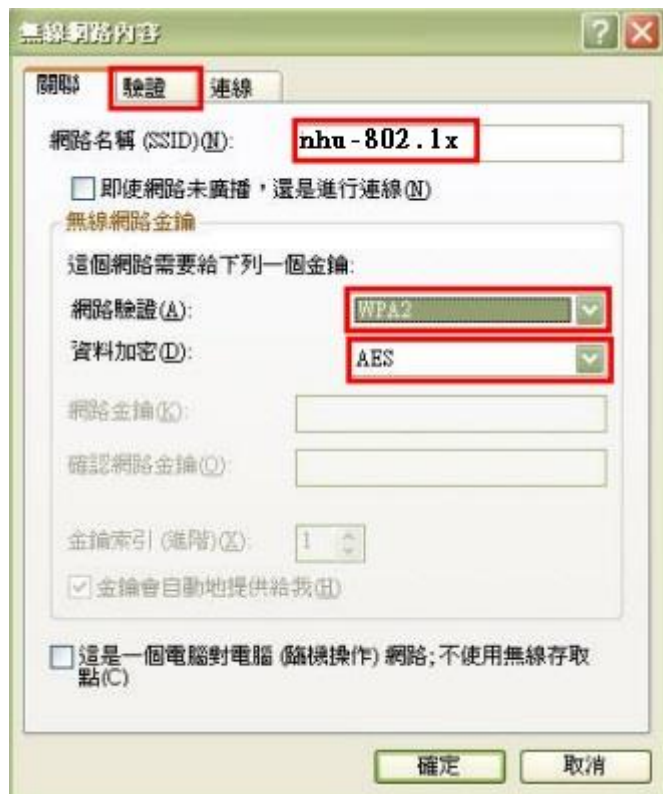 無線網路內容
關聯 驗證 連線
網路名稱 (SSID)(N): nhu-802.1x
即使網路未廣播,還是進行連線(N)
無線網路金鑰
這個網路需要給下列一個金鑰:
網路驗證(A): WPA2
資料加密(D): AES
網路金鑰(K):
確認網路金鑰(O):
金鑰索引 (進階)(X): 1
金鑰會自動地提供給我(H)
這是一個電腦對電腦 (隨機操作) 網路;不使用無線存取
點(C)
確定 取消